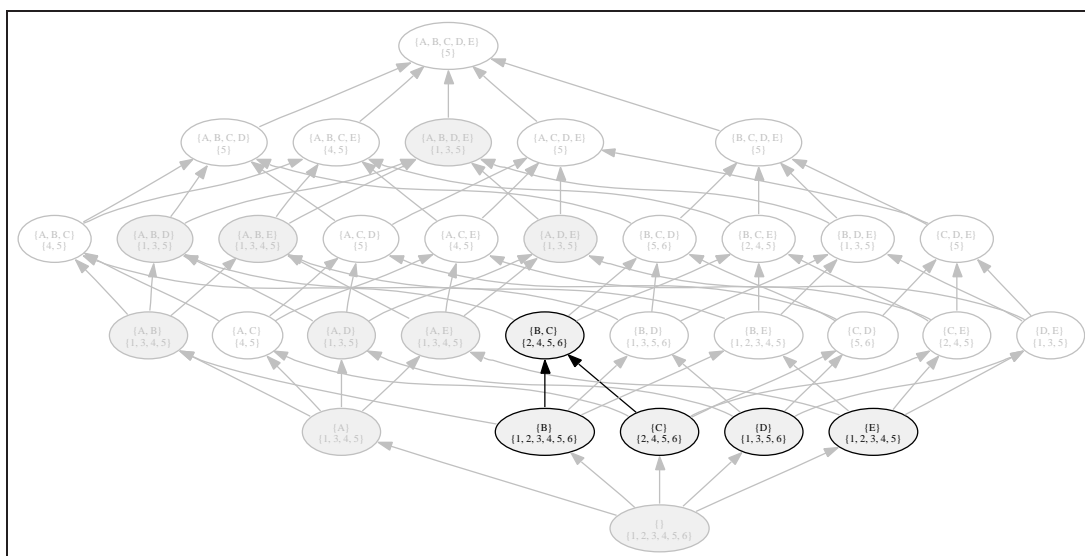 {A, B, C, D, E}
{5}
{A, B, C, D}
{5}
{A, B, C, E}
{4, 5}
{A, B, D, E}
{1, 3, 5}
{A, C, D, E}
{5}
{B, C, D, E}
{5}
{A, B, C}
{4, 5}
{A, B, D}
{1, 3, 5}
{A, B, E}
{1, 3, 4, 5}
{A, C, D}
{5}
{A, C, E}
{4, 5}
{A, D, E}
{1, 3, 5}
{B, C, D}
{5, 6}
{B, C, E}
{2, 4, 5}
{B, D, E}
{1, 3, 5}
{C, D, E}
{5}
{A, B}
{1, 3, 4, 5}
{A, C}
{4, 5}
{A, D}
{1, 3, 5}
{A, E}
{1, 3, 4, 5}
{B, C}
{2, 4, 5, 6}
{B, D}
{1, 3, 5, 6}
{B, E}
{1, 2, 3, 4, 5}
{C, D}
{5, 6}
{C, E}
{2, 4, 5}
{D, E}
{1, 3, 5}
{A}
{1, 3, 4, 5}
{B}
{1, 2, 3, 4, 5, 6}
{C}
{2, 4, 5, 6}
{D}
{1, 3, 5, 6}
{E}
{1, 2, 3, 4, 5}
{}
{1, 2, 3, 4, 5, 6}